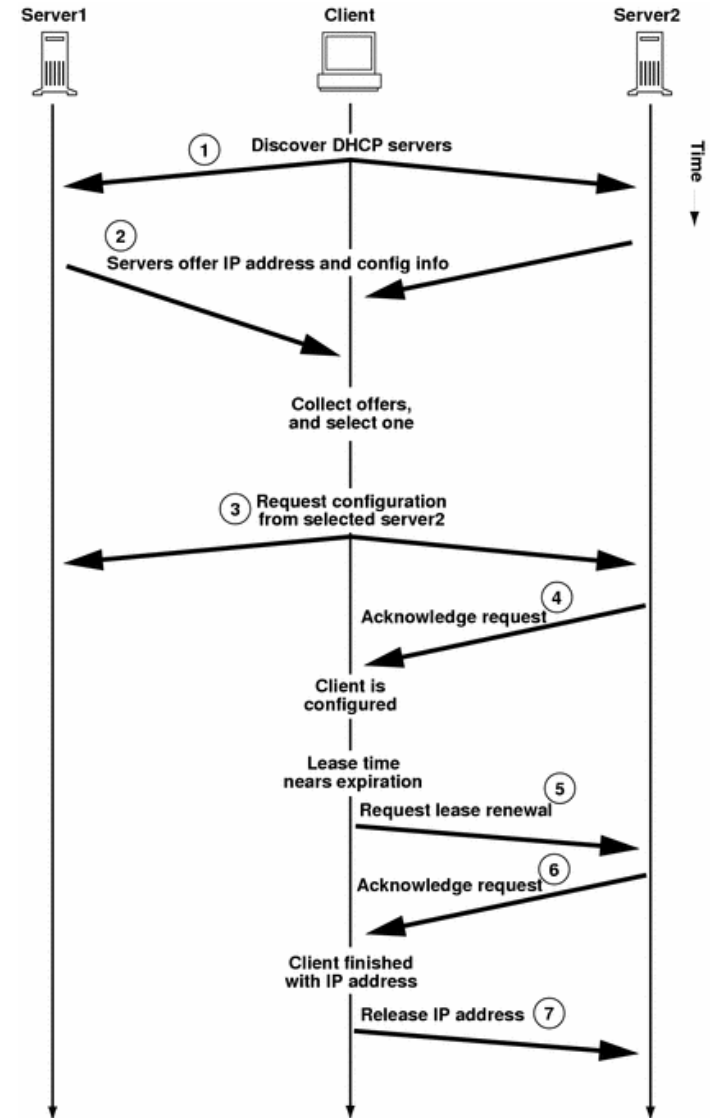 Server1
Client
Server2
Time
1
Discover DHCP servers
2
Servers offer IP address and config info
Collect offers,
and select one
3
Request configuration
from selected server2
4
Acknowledge request
Client is
configured
Lease time
nears expiration
5
Request lease renewal
6
Acknowledge request
Client finished
with IP address
Release IP address
7